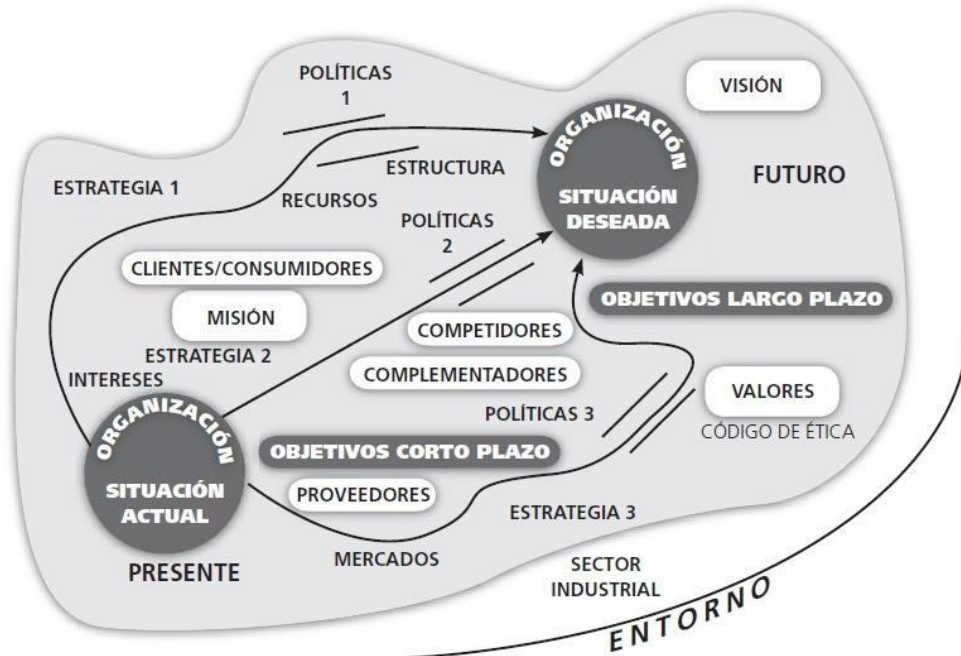 POLÍTICAS
1
VISIÓN
ORGANIZACIÓN
SITUACIÓN
DESEADA
FUTURO
ESTRUCTURA
ESTRATEGIA 1
RECURSOS
POLÍTICAS
2
CLIENTES/CONSUMIDORES
MISIÓN
OBJETIVOS LARGO PLAZO
COMPETIDORES
ESTRATEGIA 2
COMPLEMENTADORES
INTERESES
VALORES
CÓDIGO DE ÉTICA
POLÍTICAS 3
ORGANIZACIÓN
SITUACIÓN
ACTUAL
OBJETIVOS CORTO PLAZO
PROVEEDORES
ESTRATEGIA 3
MERCADOS
PRESENTE
SECTOR
INDUSTRIAL
ENTORNO